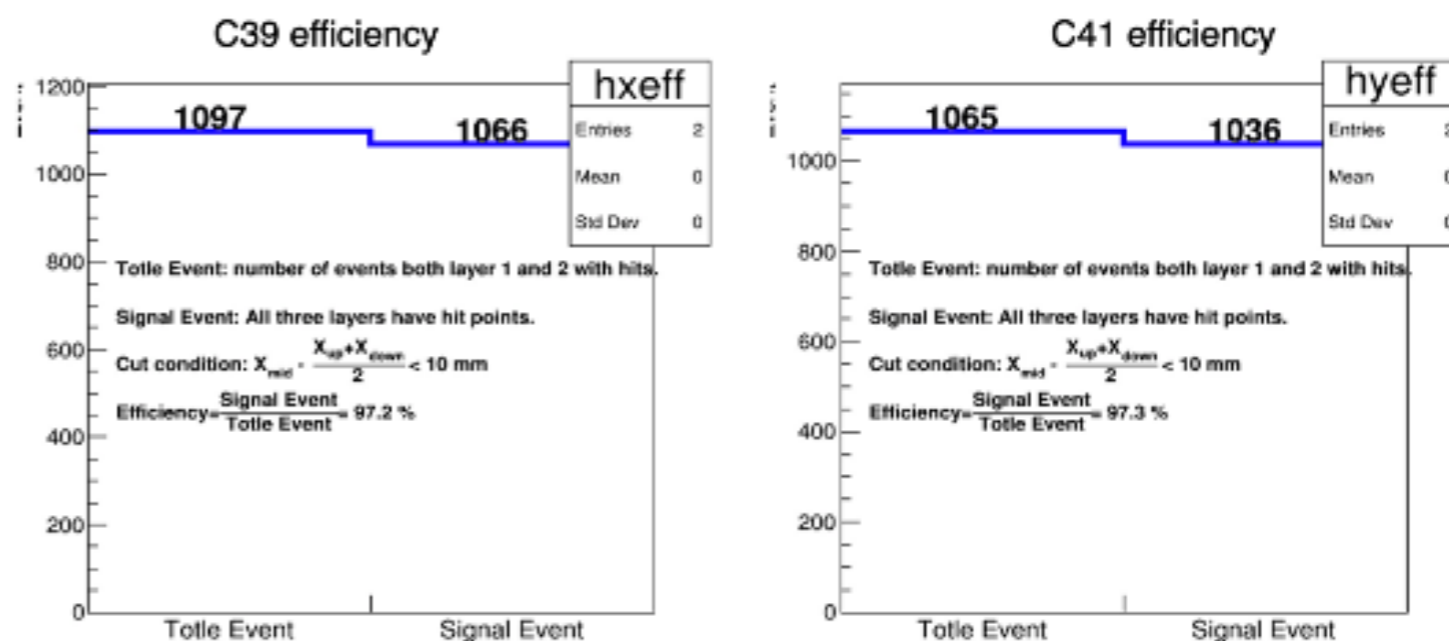 C39 efficiency
hxeff
Entries 2
Mean 0
Std Dev 0
1200
1000
800
600
400
200
0
1097
1066
Totle Event: number of events both layer 1 and 2 with hits.
Signal Event: All three layers have hit points.
Cut condition: X_mid - (X_up+X_down)/2 < 10 mm
Efficiency=Signal Event/Totle Event= 97.2 %
Totle Event Signal Event
C41 efficiency
hyeff
Entries 2
Mean 0
Std Dev 0
1000
800
600
400
200
0
1065
1036
Totle Event: number of events both layer 1 and 2 with hits.
Signal Event: All three layers have hit points.
Cut condition: X_mid - (X_up+X_down)/2 < 10 mm
Efficiency=Signal Event/Totle Event= 97.3 %
Totle Event Signal Event